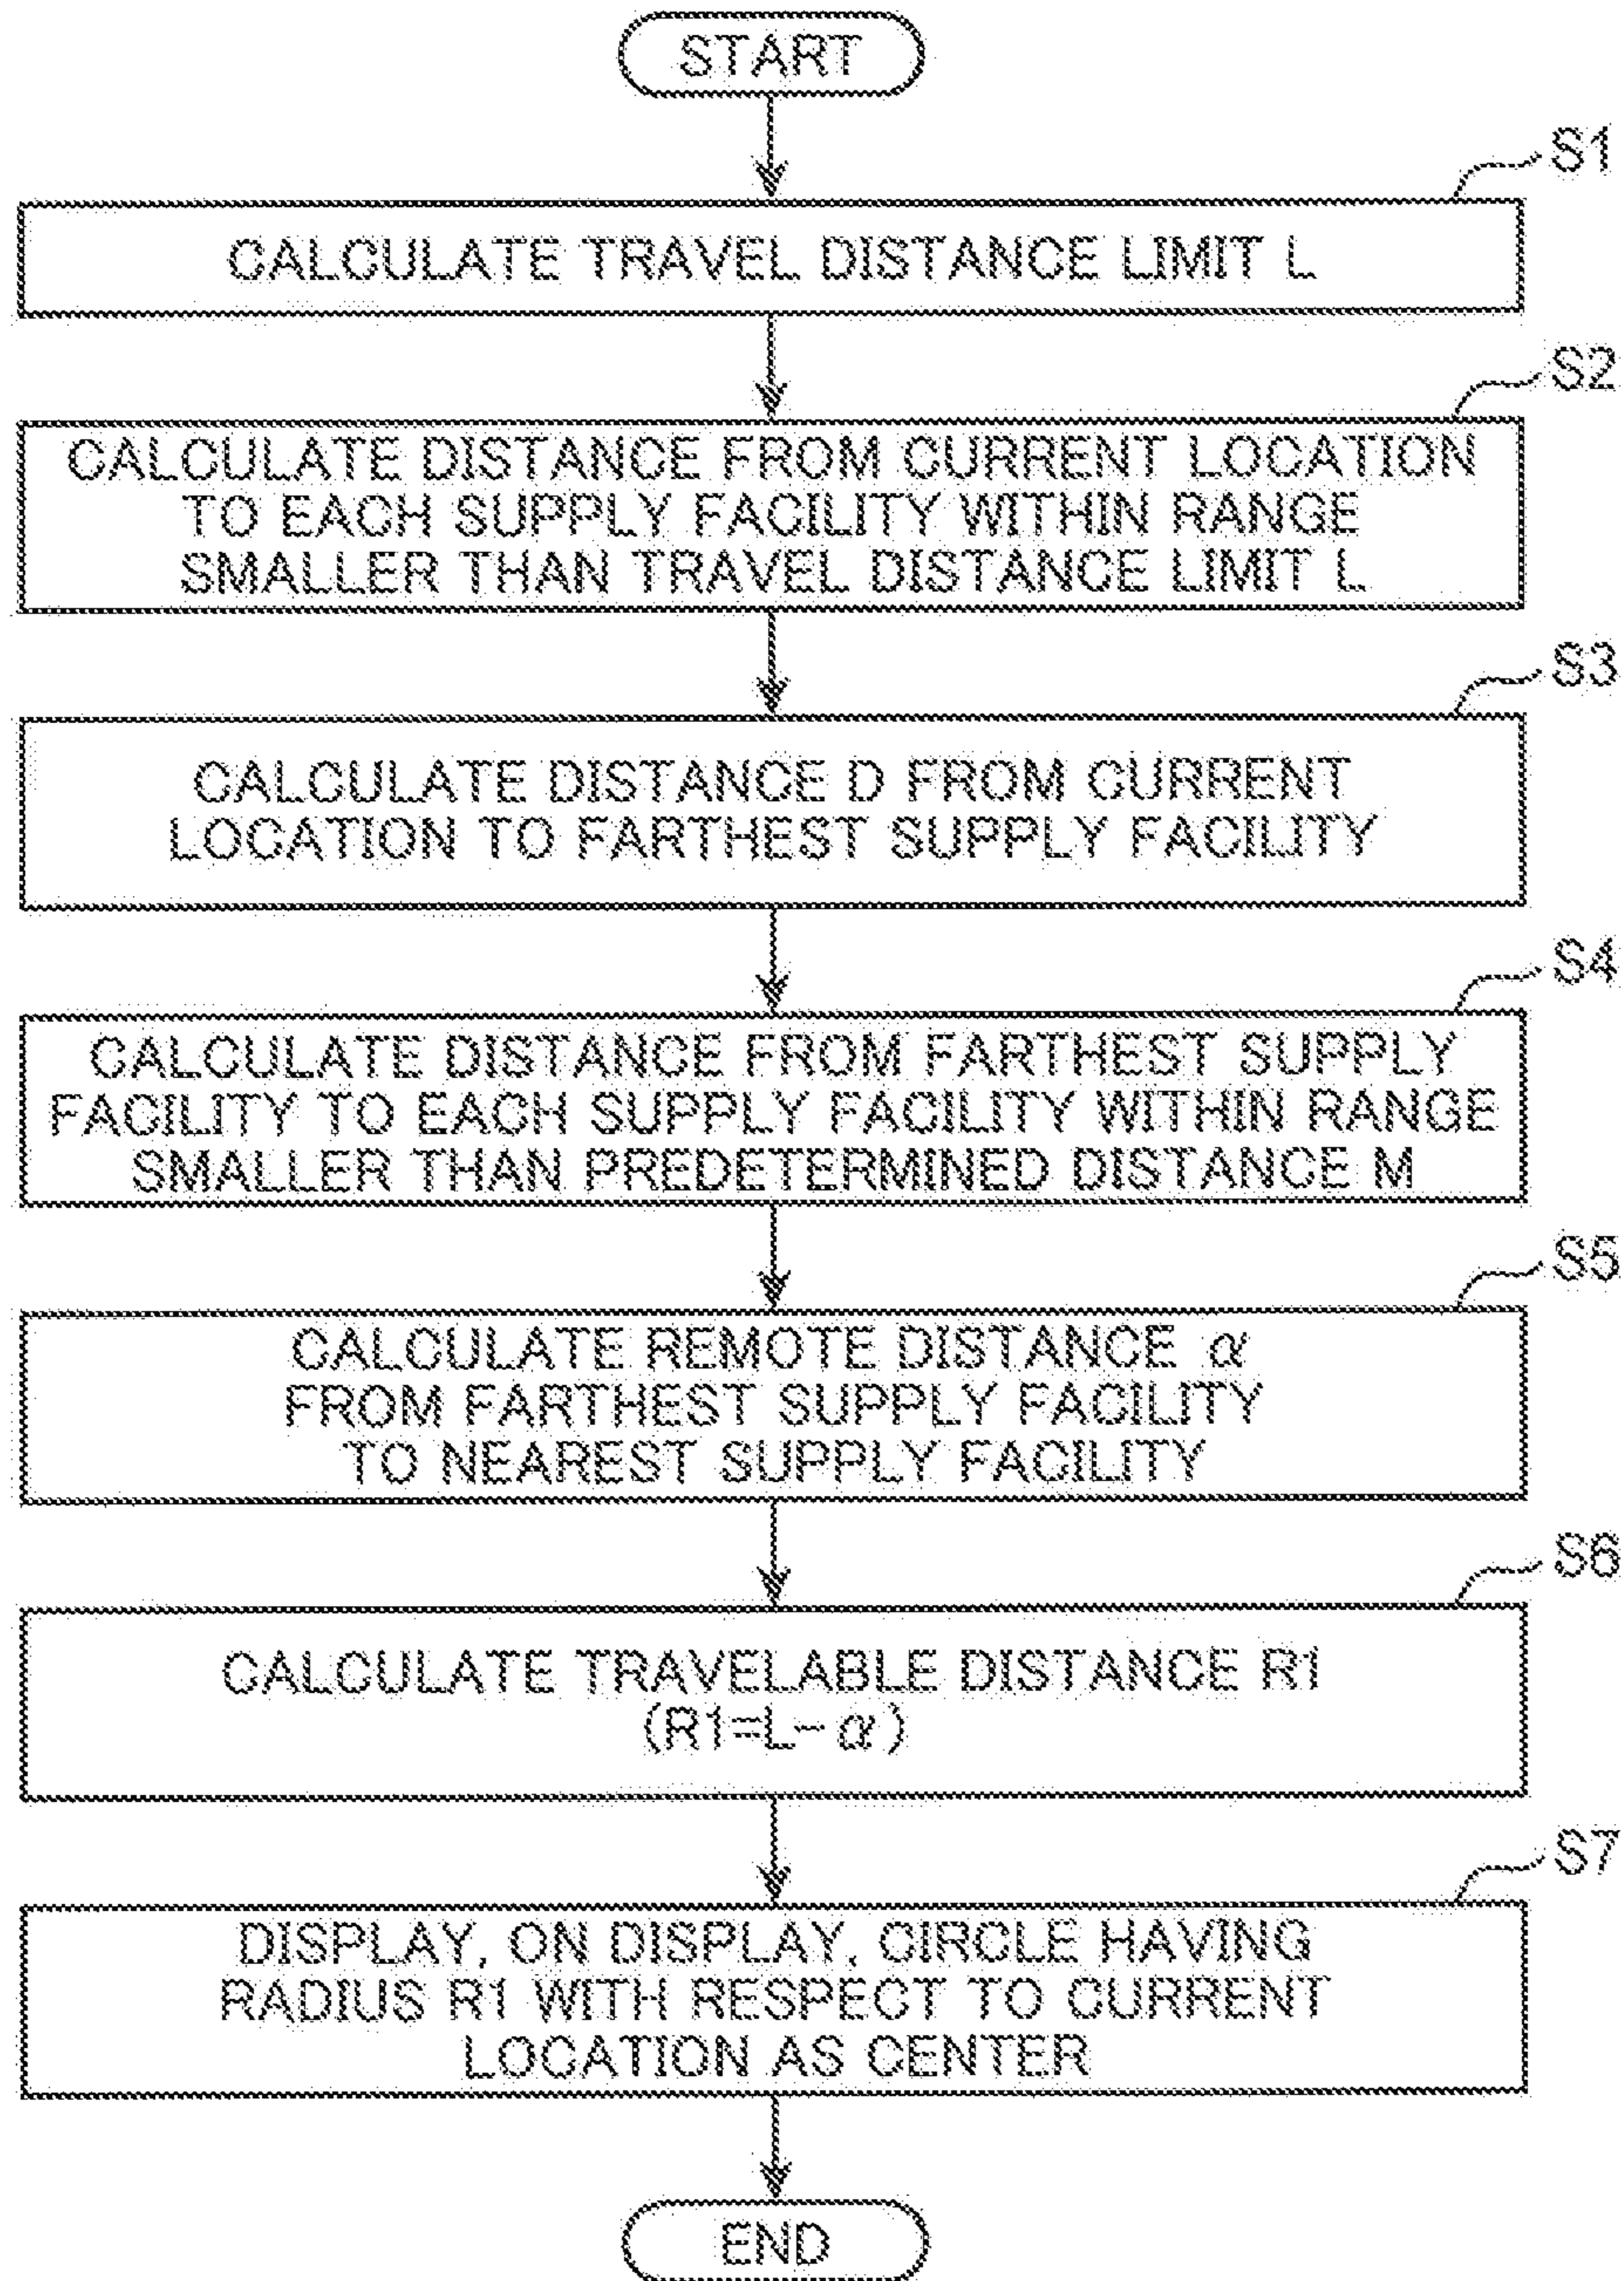 START
S1
CALCULATE TRAVEL DISTANCE LIMIT L
S2
CALCULATE DISTANCE FROM CURRENT LOCATION
TO EACH SUPPLY FACILITY WITHIN RANGE
SMALLER THAN TRAVEL DISTANCE LIMIT L
S3
CALCULATE DISTANCE D FROM CURRENT
LOCATION TO FARTHEST SUPPLY FACILITY
S4
CALCULATE DISTANCE FROM FARTHEST SUPPLY
FACILITY TO EACH SUPPLY FACILITY WITHIN RANGE
SMALLER THAN PREDETERMINED DISTANCE M
S5
CALCULATE REMOTE DISTANCE α
FROM FARTHEST SUPPLY FACILITY
TO NEAREST SUPPLY FACILITY
S6
CALCULATE TRAVELABLE DISTANCE R1
(R1=L-α)
S7
DISPLAY, ON DISPLAY, CIRCLE HAVING
RADIUS R1 WITH RESPECT TO CURRENT
LOCATION AS CENTER
END